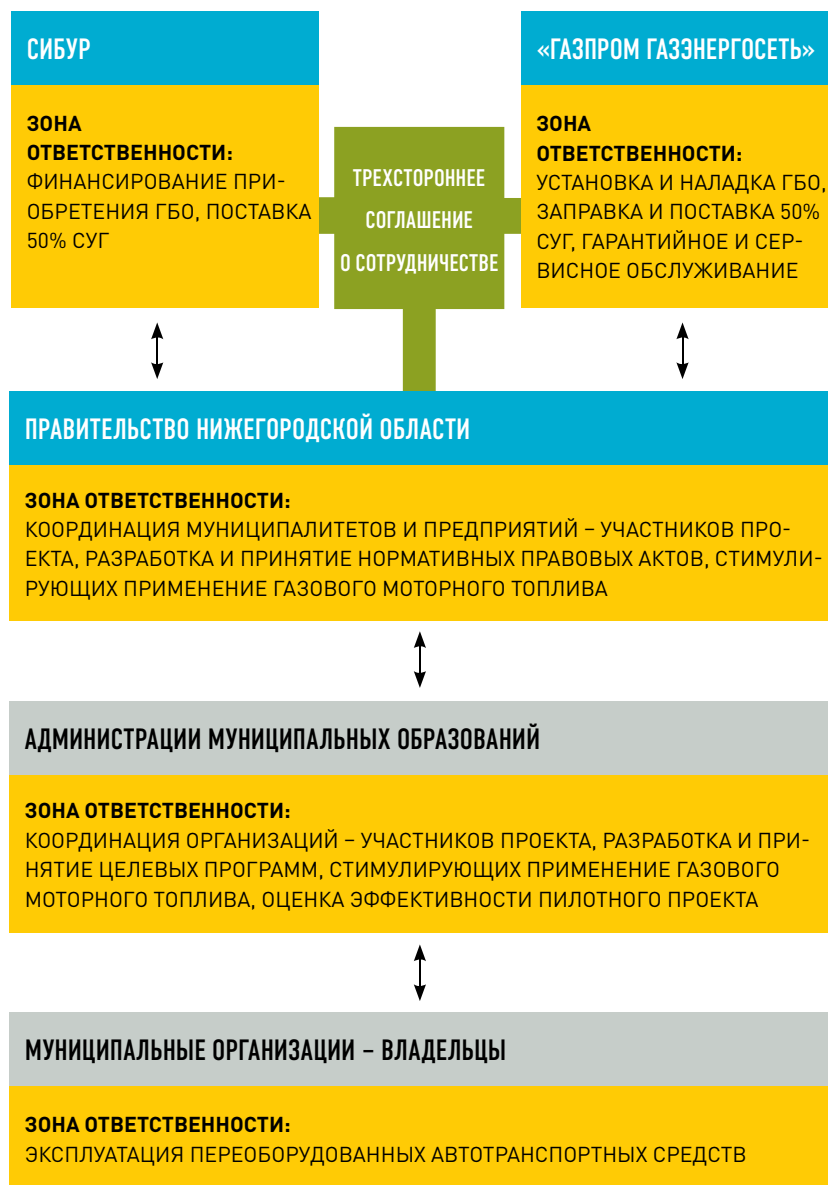 СИБУР
ЗОНА
ОТВЕТСТВЕННОСТИ:
ФИНАНСИРОВАНИЕ ПРИ-
ОБРЕТЕНИЯ ГБО, ПОСТАВКА
50% СУГ
ТРЕХСТОРОННЕЕ
СОГЛАШЕНИЕ
О СОТРУДНИЧЕСТВЕ
«ГАЗПРОМ ГАЗЭНЕРГОСЕТЬ»
ЗОНА
ОТВЕТСТВЕННОСТИ:
УСТАНОВКА И НАЛАДКА ГБО,
ЗАПРАВКА И ПОСТАВКА 50%
СУГ, ГАРАНТИЙНОЕ И СЕР-
ВИСНОЕ ОБСЛУЖИВАНИЕ
ПРАВИТЕЛЬСТВО НИЖЕГОРОДСКОЙ ОБЛАСТИ
ЗОНА ОТВЕТСТВЕННОСТИ:
КООРДИНАЦИЯ МУНИЦИПАЛИТЕТОВ И ПРЕДПРИЯТИЙ – УЧАСТНИКОВ ПРО-
ЕКТА, РАЗРАБОТКА И ПРИНЯТИЕ НОРМАТИВНЫХ ПРАВОВЫХ АКТОВ, СТИМУЛИ-
РУЮЩИХ ПРИМЕНЕНИЕ ГАЗОВОГО МОТОРНОГО ТОПЛИВА
АДМИНИСТРАЦИИ МУНИЦИПАЛЬНЫХ ОБРАЗОВАНИЙ
ЗОНА ОТВЕТСТВЕННОСТИ:
КООРДИНАЦИЯ ОРГАНИЗАЦИЙ – УЧАСТНИКОВ ПРОЕКТА, РАЗРАБОТКА И ПРИ-
НЯТИЕ ЦЕЛЕВЫХ ПРОГРАММ, СТИМУЛИРУЮЩИХ ПРИМЕНЕНИЕ ГАЗОВОГО
МОТОРНОГО ТОПЛИВА, ОЦЕНКА ЭФФЕКТИВНОСТИ ПИЛОТНОГО ПРОЕКТА
МУНИЦИПАЛЬНЫЕ ОРГАНИЗАЦИИ – ВЛАДЕЛЬЦЫ
ЗОНА ОТВЕТСТВЕННОСТИ:
ЭКСПЛУАТАЦИЯ ПЕРЕОБОРУДОВАННЫХ АВТОТРАНСПОРТНЫХ СРЕДСТВ